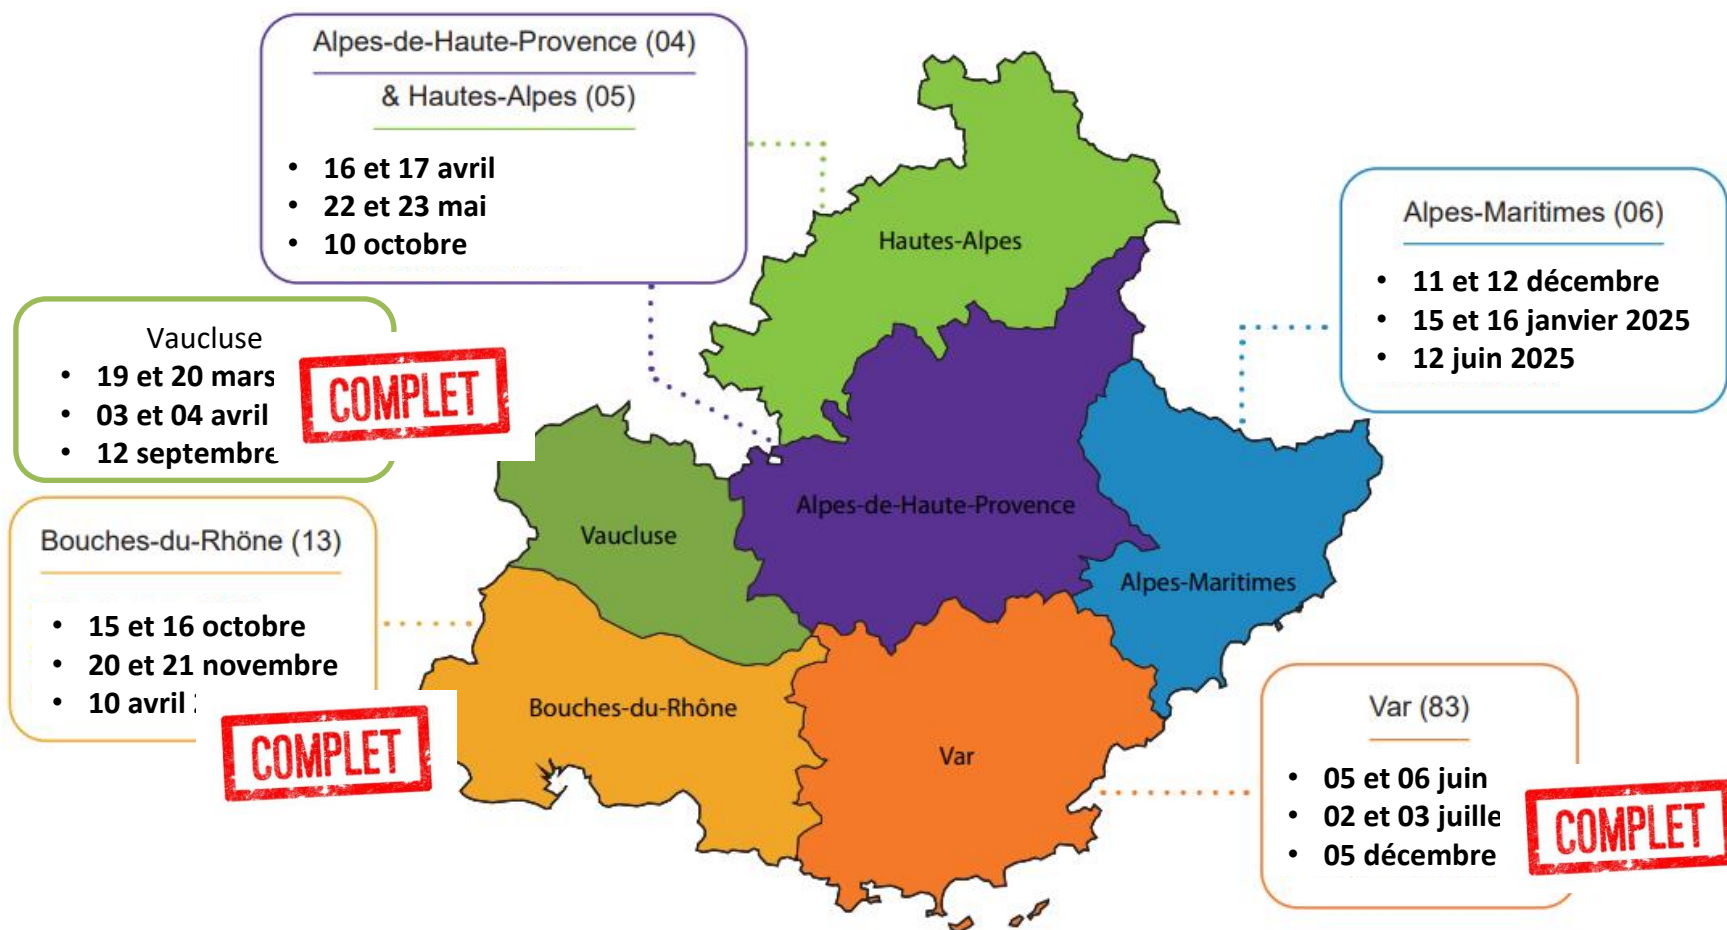 Alpes-de-Haute-Provence (04)
& Hautes-Alpes (05)
• 16 et 17 avril
• 22 et 23 mai
• 10 octobre
Hautes-Alpes
Alpes-Maritimes (06)
• 11 et 12 décembre
• 15 et 16 janvier 2025
• 12 juin 2025
Vaucluse
• 19 et 20 mars
• 03 et 04 avril
• 12 septembre
COMPLET
Alpes-de-Haute-Provence
Vaucluse
Alpes-Maritimes
Bouches-du-Rhöne (13)
• 15 et 16 octobre
• 20 et 21 novembre
• 10 avril
COMPLET
Bouches-du-Rhône
Var
Var (83)
• 05 et 06 juin
• 02 et 03 juille
• 05 décembre
COMPLET